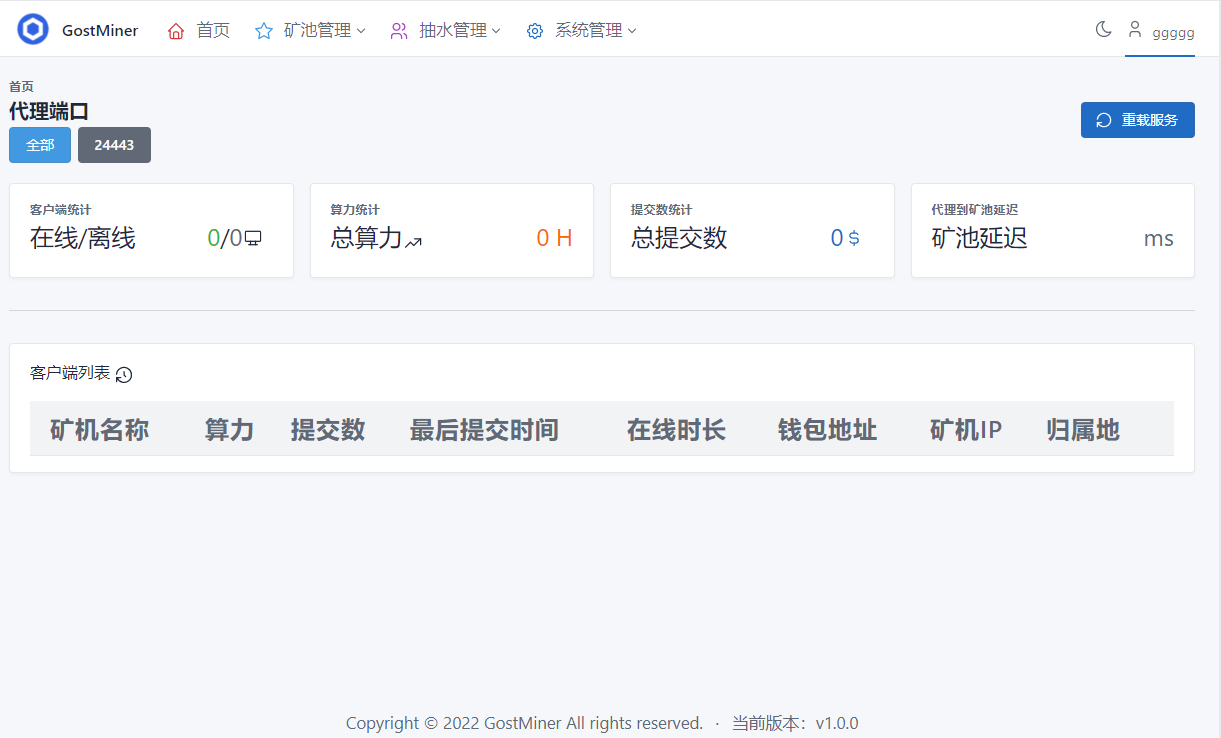 GostMiner 首页 矿池管理 抽水管理 系统管理 ggggg
首页
代理端口
全部 24443
重载服务
客户端统计
在线/离线 0/0
算力统计
总算力 0 H
提交数统计
总提交数 0 $
代理到矿池延迟
矿池延迟 ms
客户端列表
矿机名称 算力 提交数 最后提交时间 在线时长 钱包地址 矿机IP 归属地
Copyright © 2022 GostMiner All rights reserved. · 当前版本：v1.0.0